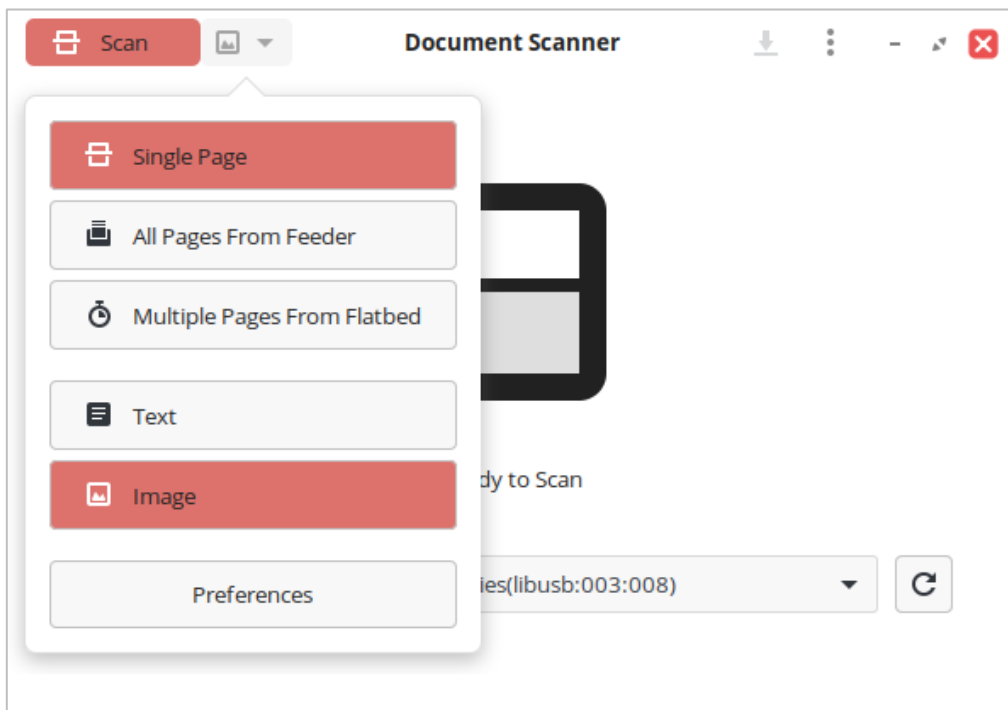 Scan
Document Scanner
Single Page
All Pages From Feeder
Multiple Pages From Flatbed
Text
Image
dy to Scan
Preferences
ies(libusb:003:008)